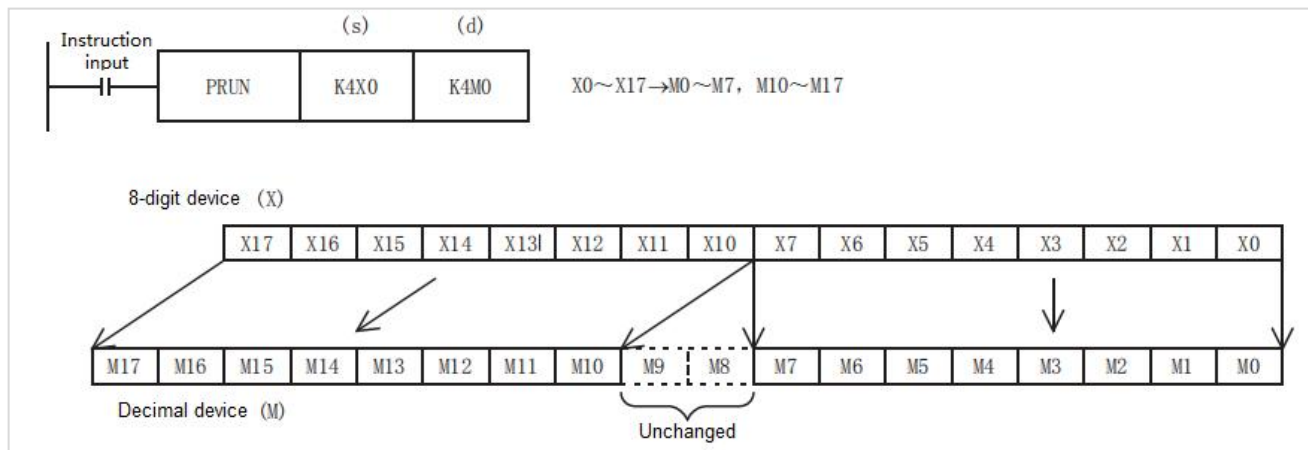 (s) (d)
Instruction
input
PRUN K4X0 K4M0 X0～X17→M0～M7, M10～M17
8-digit device (X)
X17 X16 X15 X14 X13l X12 X11 X10 X7 X6 X5 X4 X3 X2 X1 X0
M17 M16 M15 M14 M13 M12 M11 M10 M9 M8 M7 M6 M5 M4 M3 M2 M1 M0
Decimal device (M)
Unchanged